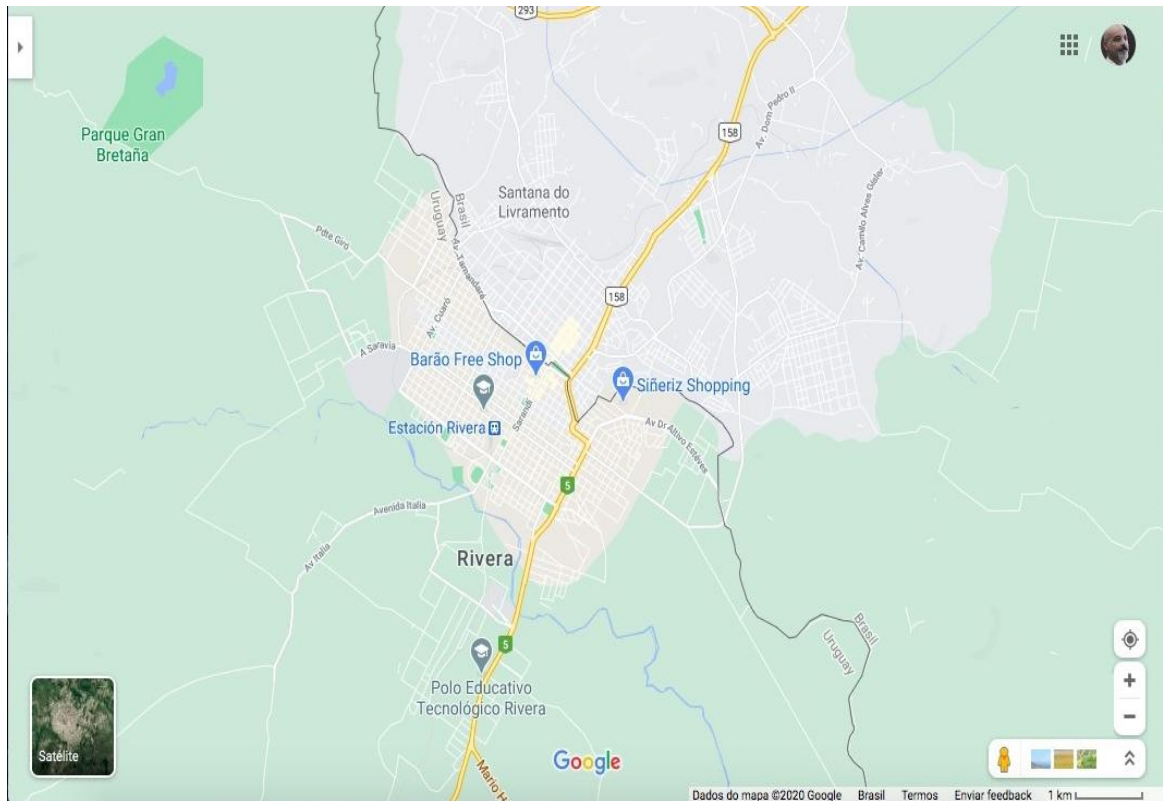 293
Parque Gran
Bretaña
158
Av. Dom Pedro II
Santana do
Livramento
Brasil
Uruguay
Pdte Giro
Av. Tamandaré
Av. Camilo Alves Gisler
Av. Cuaró
158
A Saravia
Barão Free Shop
Siñeriz Shopping
Sarandí
Estación Rivera
Av Dr Altivo Esteves
5
Avenida Italia
Av Italia
Rivera
Brasil
Uruguay
5
Polo Educativo
Tecnológico Rivera
Mario H
Satélite
Google
Dados do mapa ©2020 Google Brasil Termos Enviar feedback 1 km